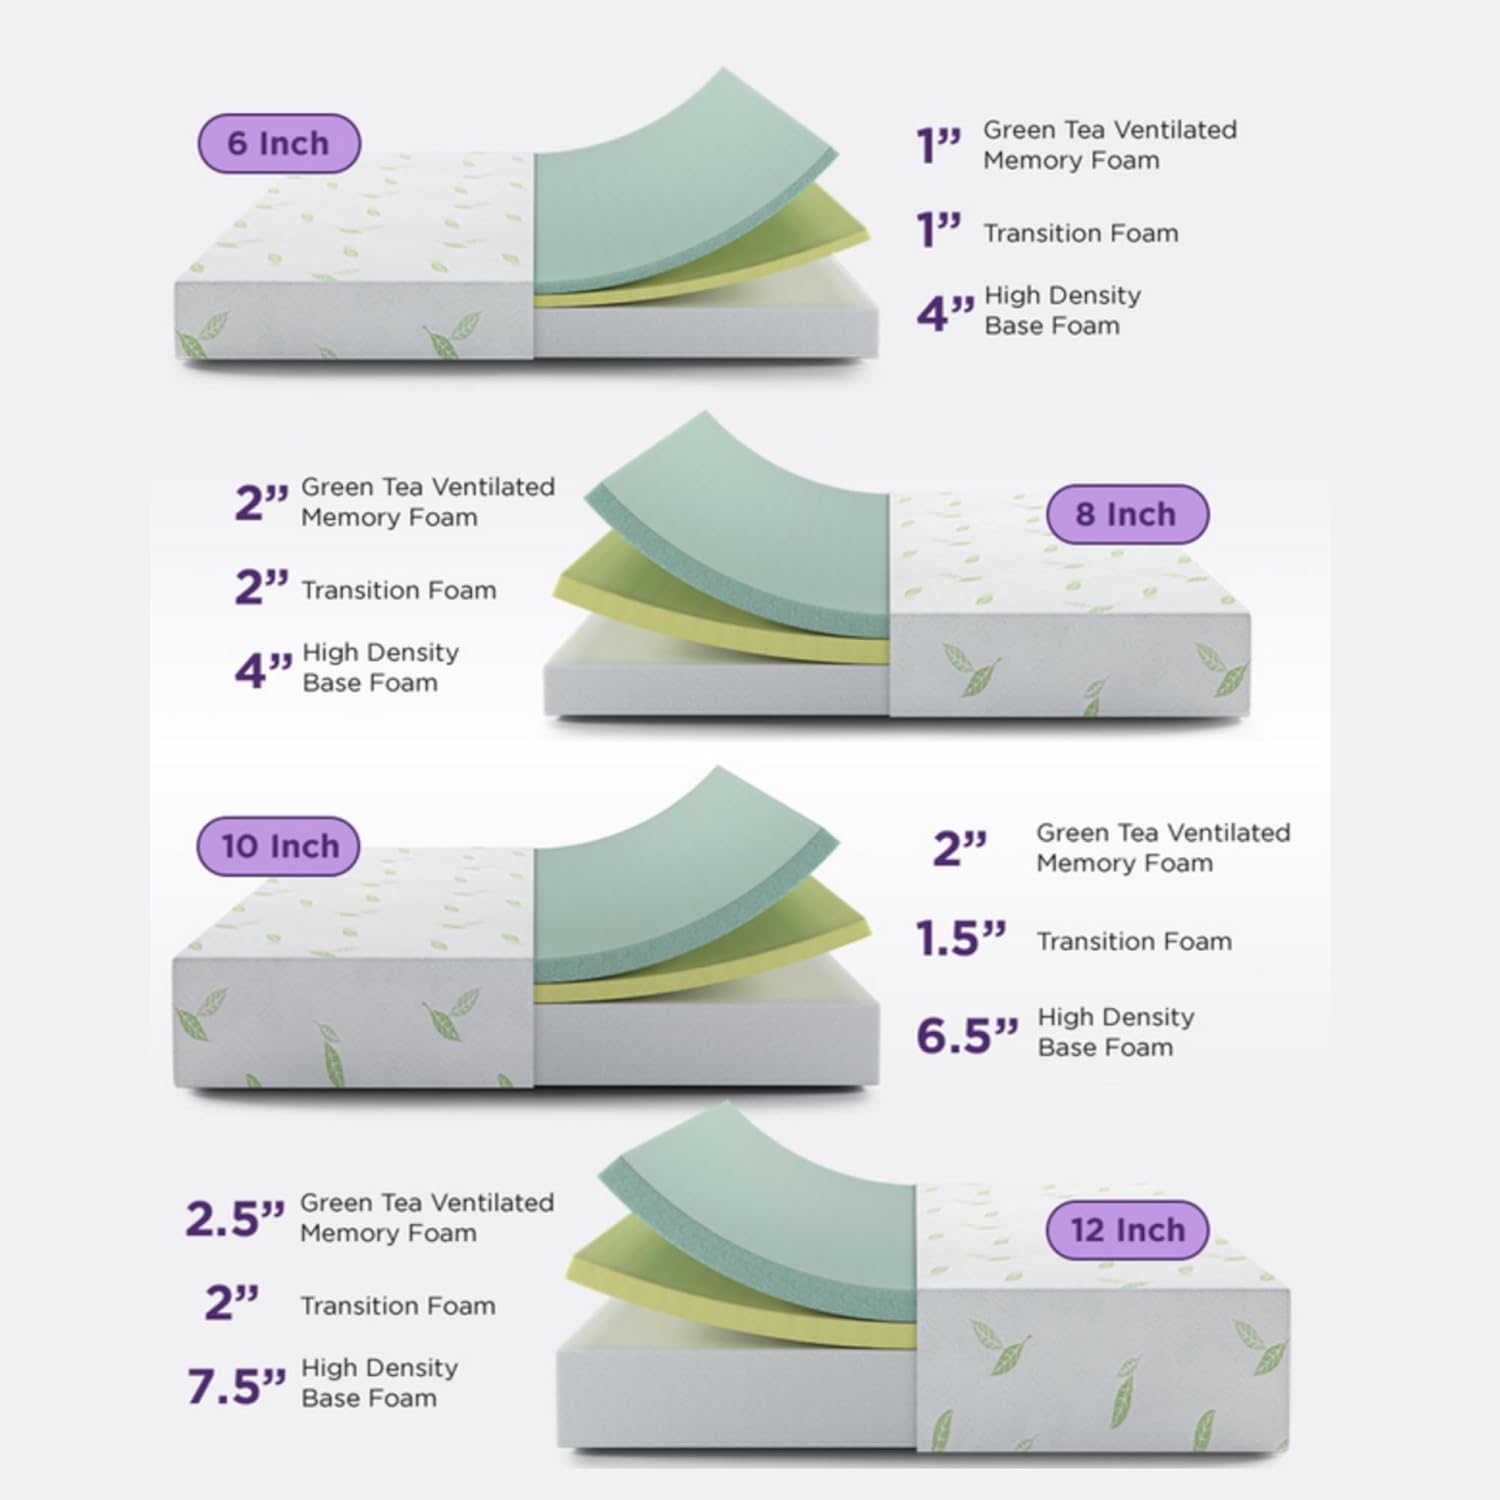 6 Inch
1” Green Tea Ventilated
Memory Foam
1” Transition Foam
4” High Density
Base Foam
8 Inch
2” Green Tea Ventilated
Memory Foam
2” Transition Foam
4” High Density
Base Foam
10 Inch
2” Green Tea Ventilated
Memory Foam
1.5” Transition Foam
6.5” High Density
Base Foam
12 Inch
2.5” Green Tea Ventilated
Memory Foam
2” Transition Foam
7.5” High Density
Base Foam